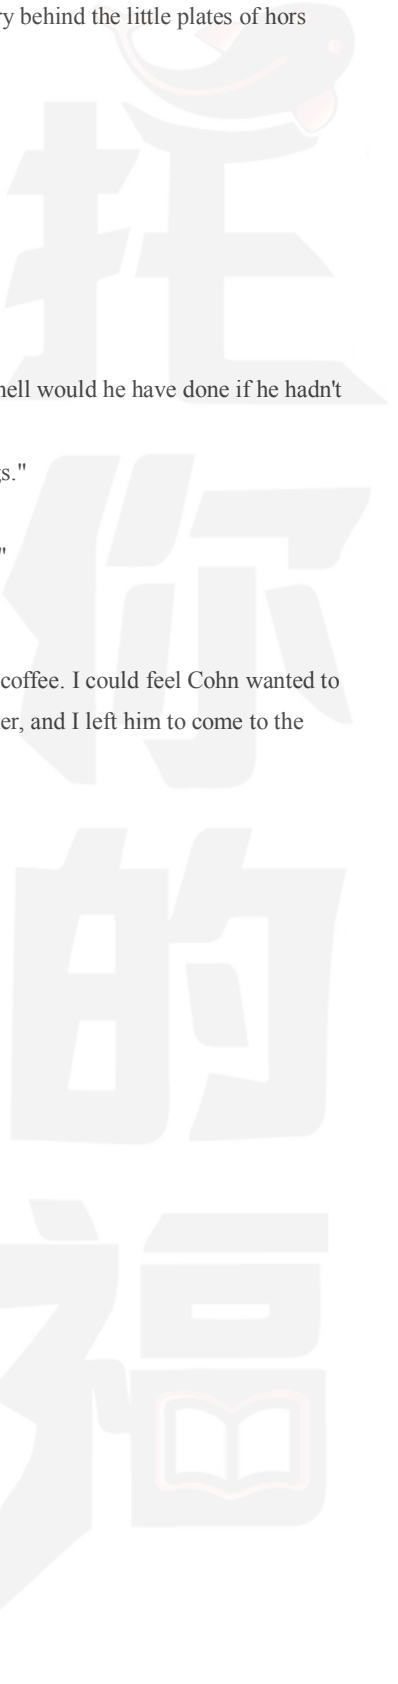 ry behind the little plates of hors
托
hell would he have done if he hadn't
你
s."
"
coffee. I could feel Cohn wanted to
er, and I left him to come to the
的
福